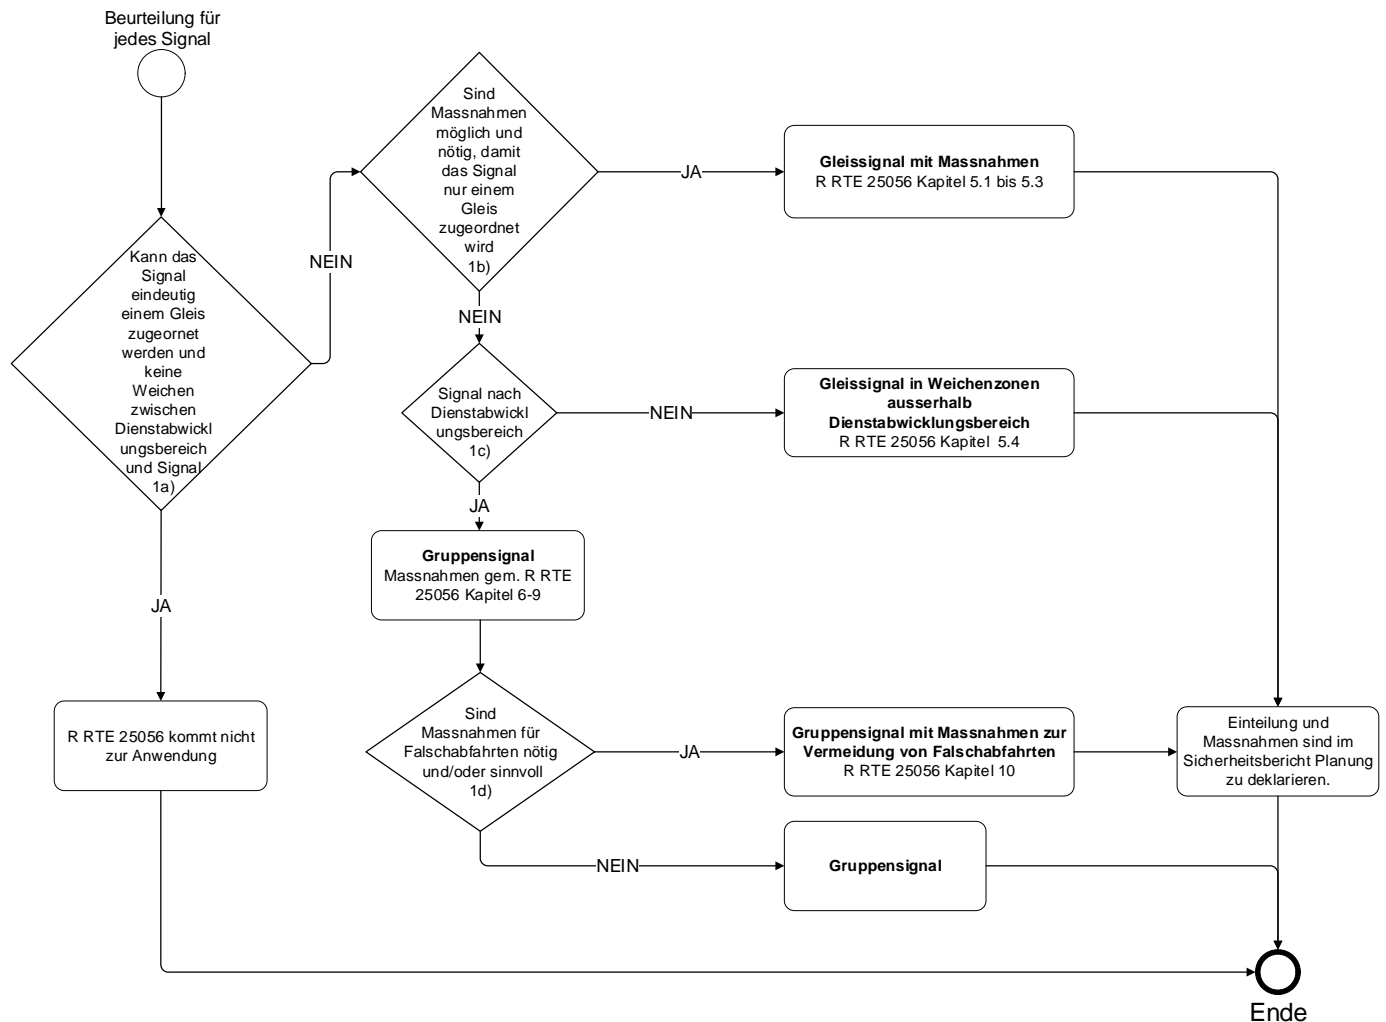 Beurteilung für
jedes Signal
Kann das
Signal
eindeutig
einem Gleis
zugeornet
werden und
keine
Weichen
zwischen
Dienstabwickl
ungsbereich
und Signal
1a)
JA
R RTE 25056 kommt nicht
zur Anwendung
NEIN
Sind
Massnahmen
möglich und
nötig, damit
das Signal
nur einem
Gleis
zugeordnet
wird
1b)
JA
Gleissignal mit Massnahmen
R RTE 25056 Kapitel 5.1 bis 5.3
NEIN
Signal nach
Dienstabwickl
ungsbereich
1c)
NEIN
Gleissignal in Weichenzonen
ausserhalb
Dienstabwicklungsbereich
R RTE 25056 Kapitel 5.4
JA
Gruppensignal
Massnahmen gem. R RTE
25056 Kapitel 6-9
Sind
Massnahmen für
Falschabfahrten nötig
und/oder sinnvoll
1d)
JA
Gruppensignal mit Massnahmen zur
Vermeidung von Falschabfahrten
R RTE 25056 Kapitel 10
NEIN
Gruppensignal
Einteilung und
Massnahmen sind im
Sicherheitsbericht Planung
zu deklarieren.
Ende